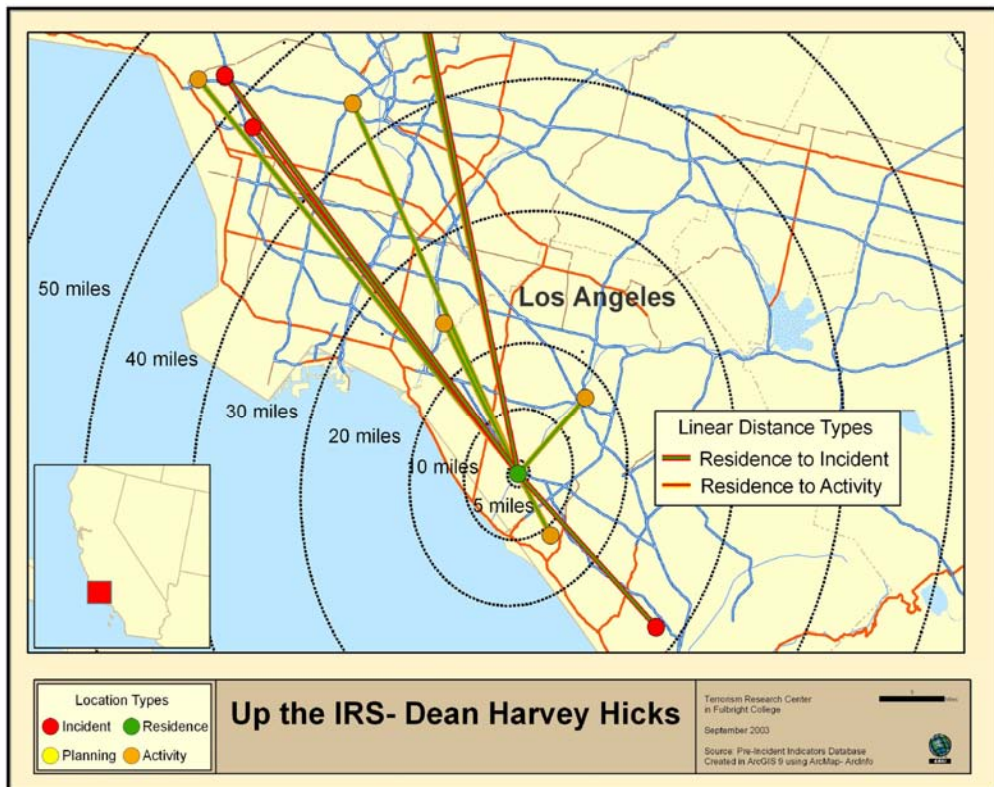 Los Angeles
50 miles
40 miles
30 miles
20 miles
10 miles
5 miles
Linear Distance Types
Residence to Incident
Residence to Activity
Location Types
Incident
Residence
Planning
Activity
Up the IRS- Dean Harvey Hicks
Terrorism Research Center
in Fulbright College
September 2003
Source: Pre-Incident Indicators Database
Created in ArcGIS 9 using ArcMap- ArcInfo